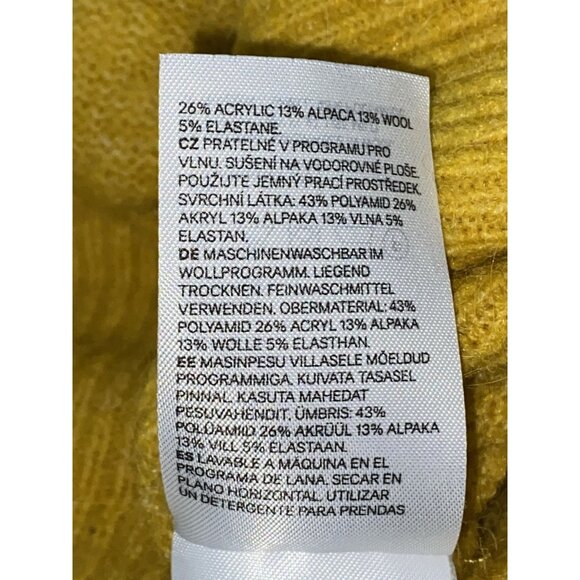 26% ACRYLIC 13% ALPACA 13% WOOL
5% ELASTANE.
CZ PRATELNÉ V PROGRAMU PRO
VLNU. SUŠENÍ NA VODOROVNÉ PLOŠE.
POUŽIJTE JEMNÝ PRACÍ PROSTŘEDEK.
SVRCHNÍ LÁTKA: 43% POLYAMID 26%
AKRYL 13% ALPAKA 13% VLNA 5%
ELASTAN.
DE MASCHINENWASCHBAR IM
WOLLPROGRAMM. LIEGEND
TROCKNEN. FEINWASCHMITTEL
VERWENDEN. OBERMATERIAL: 43%
POLYAMID 26% ACRYL 13% ALPAKA
13% WOLLE 5% ELASTHAN.
EE MASINPESU VILLASELE MÕELDUD
PROGRAMMIGA. KUIVATA TASASEL
PINNAL. KASUTA MAHEDAT
PESUVAHENDIT. ÜMBRIS: 43%
POLÜAMIID 26% AKRÜÜL 13% ALPAKA
13% VILL 5% ELASTAAN.
ES LAVABLE A MÁQUINA EN EL
PROGRAMA DE LANA. SECAR EN
PLANO HORIZONTAL. UTILIZAR
UN DETERGENTE PARA PRENDAS